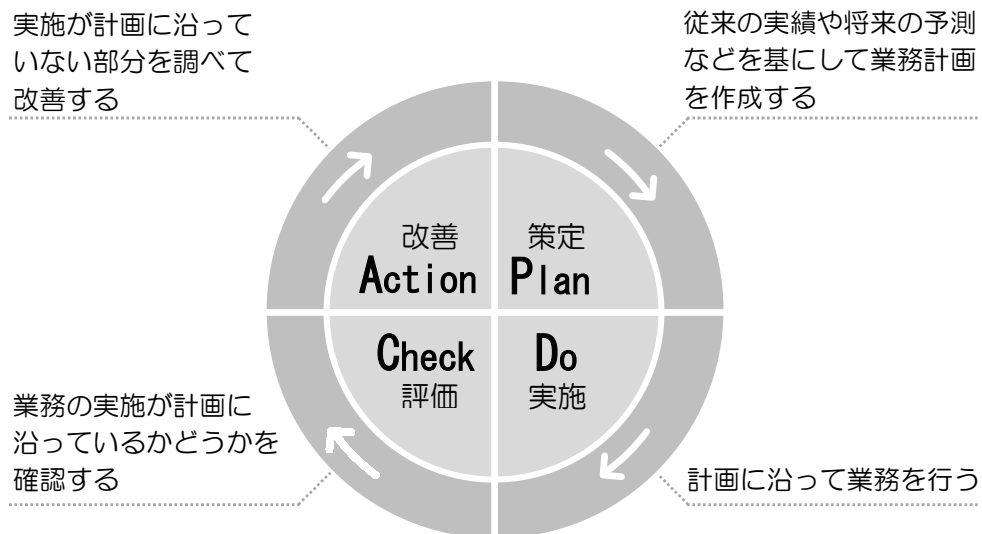 実施が計画に沿って
いない部分を調べて
改善する
従来の実績や将来の予測
などを基にして業務計画
を作成する
改善
Action
策定
Plan
Check
評価
Do
実施
業務の実施が計画に
沿っているかどうかを
確認する
計画に沿って業務を行う